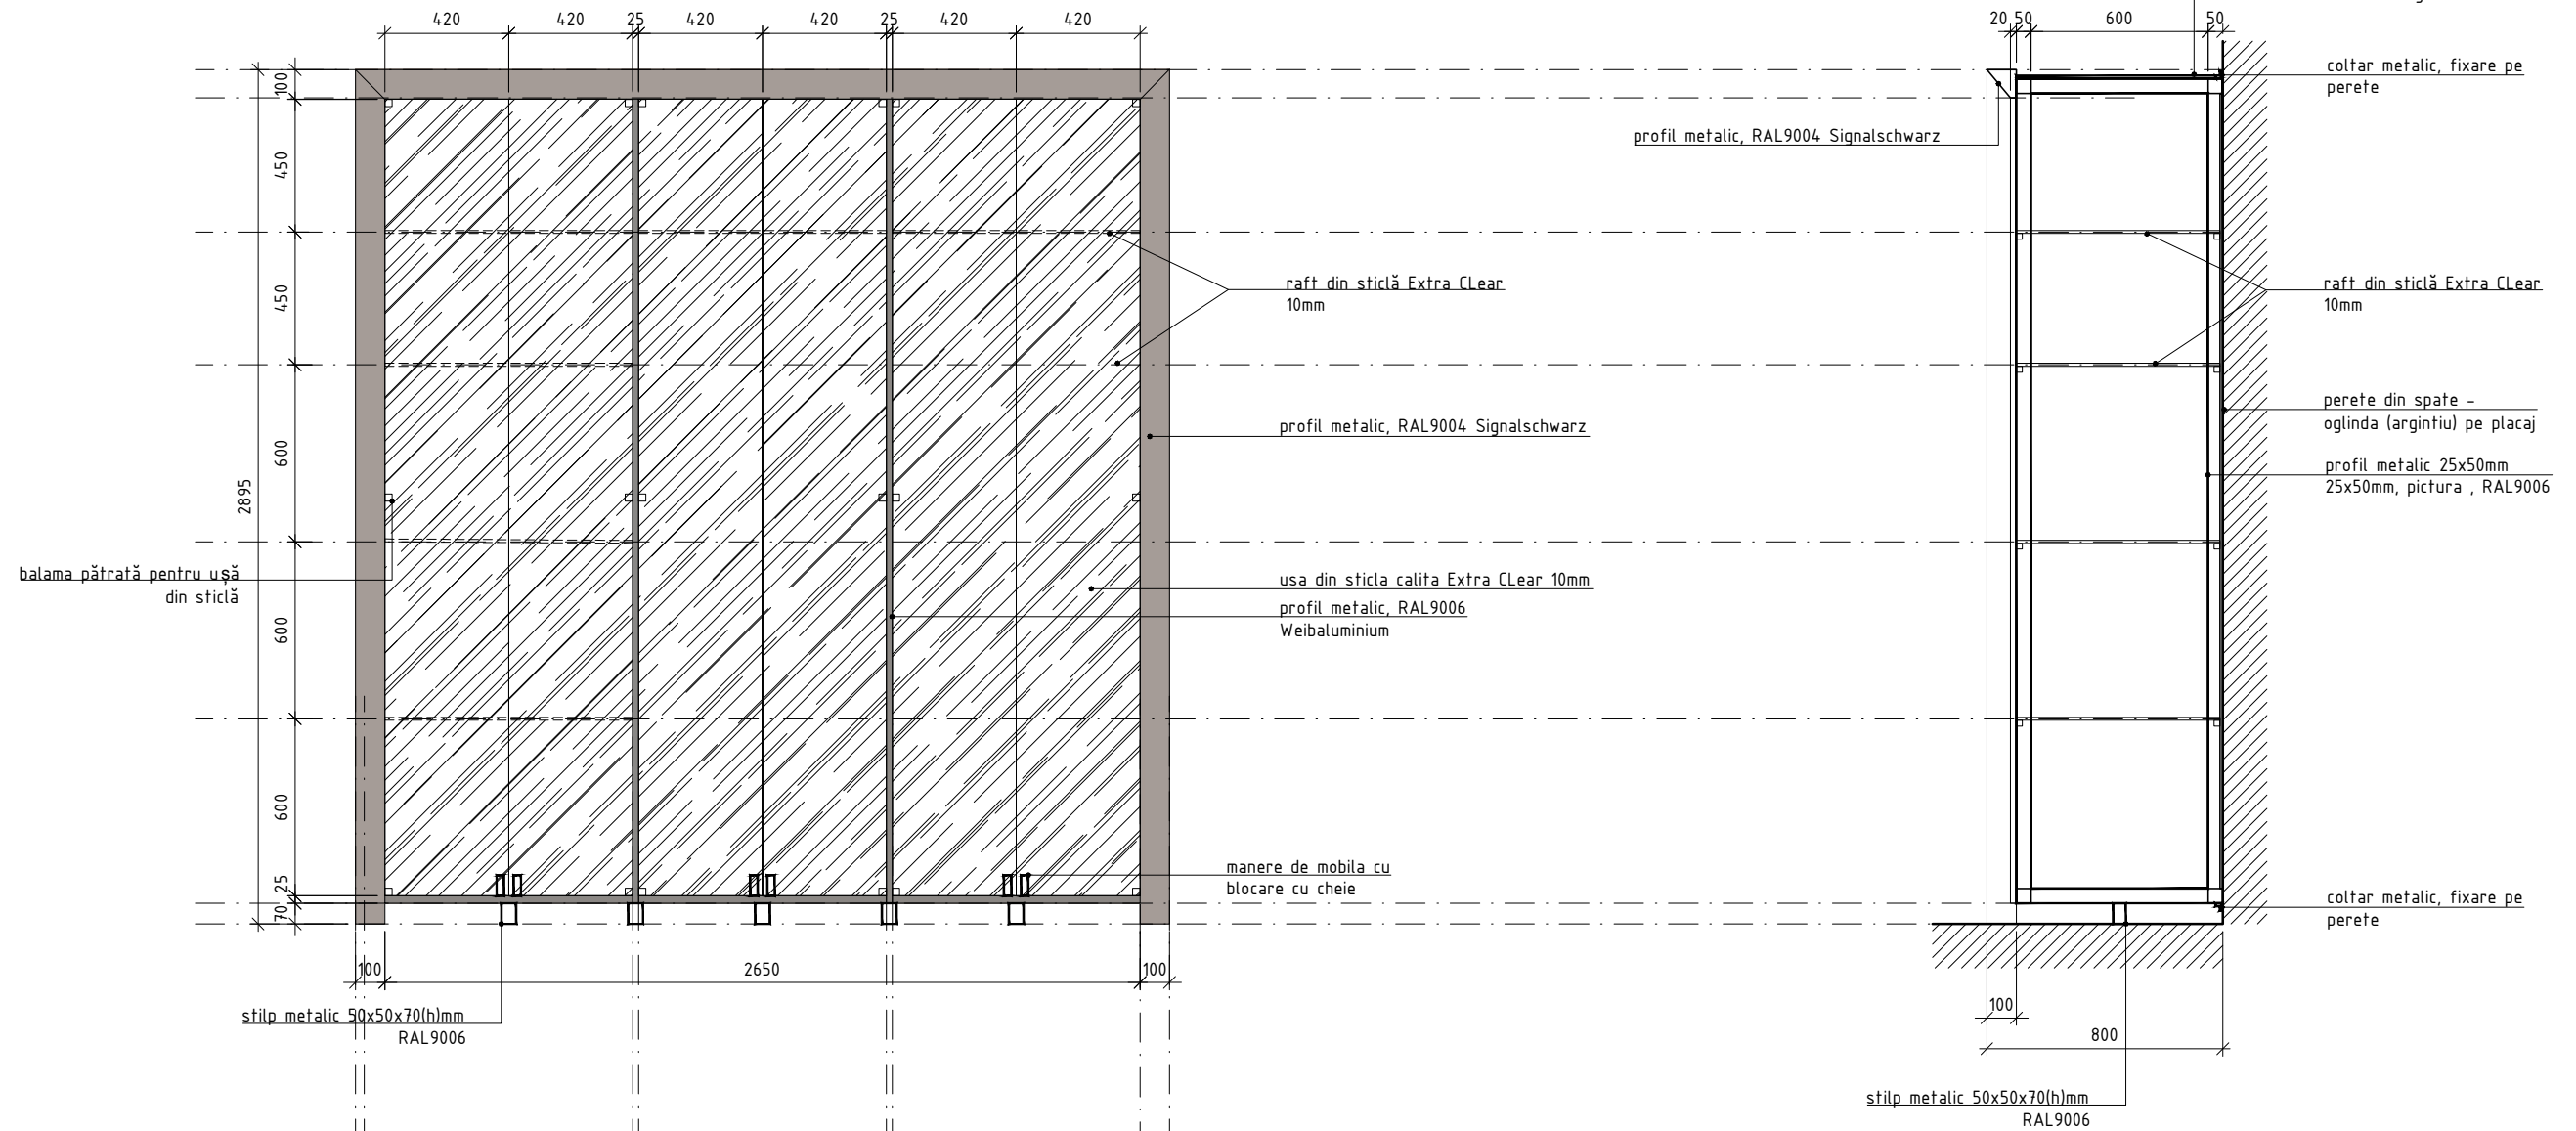 420 420 25 420 420 25 420 420
20 50 600 50
100
450
450
600
600
600
25
70
2895
coltar metalic, fixare pe
perete
profil metalic, RAL9004 Signalschwarz
raft din sticlă Extra CLear
10mm
raft din sticlă Extra CLear
10mm
perete din spate -
oglinda (argintiu) pe placaj
profil metalic, RAL9004 Signalschwarz
profil metalic 25x50mm
25x50mm, pictura , RAL9006
balama pătrată pentru ușă
din sticlă
usa din sticla calita Extra CLear 10mm
profil metalic, RAL9006
Weibaluminium
manere de mobila cu
blocare cu cheie
coltar metalic, fixare pe
perete
100 2650 100
stilp metalic 50x50x70(h)mm
RAL9006
100
800
stilp metalic 50x50x70(h)mm
RAL9006